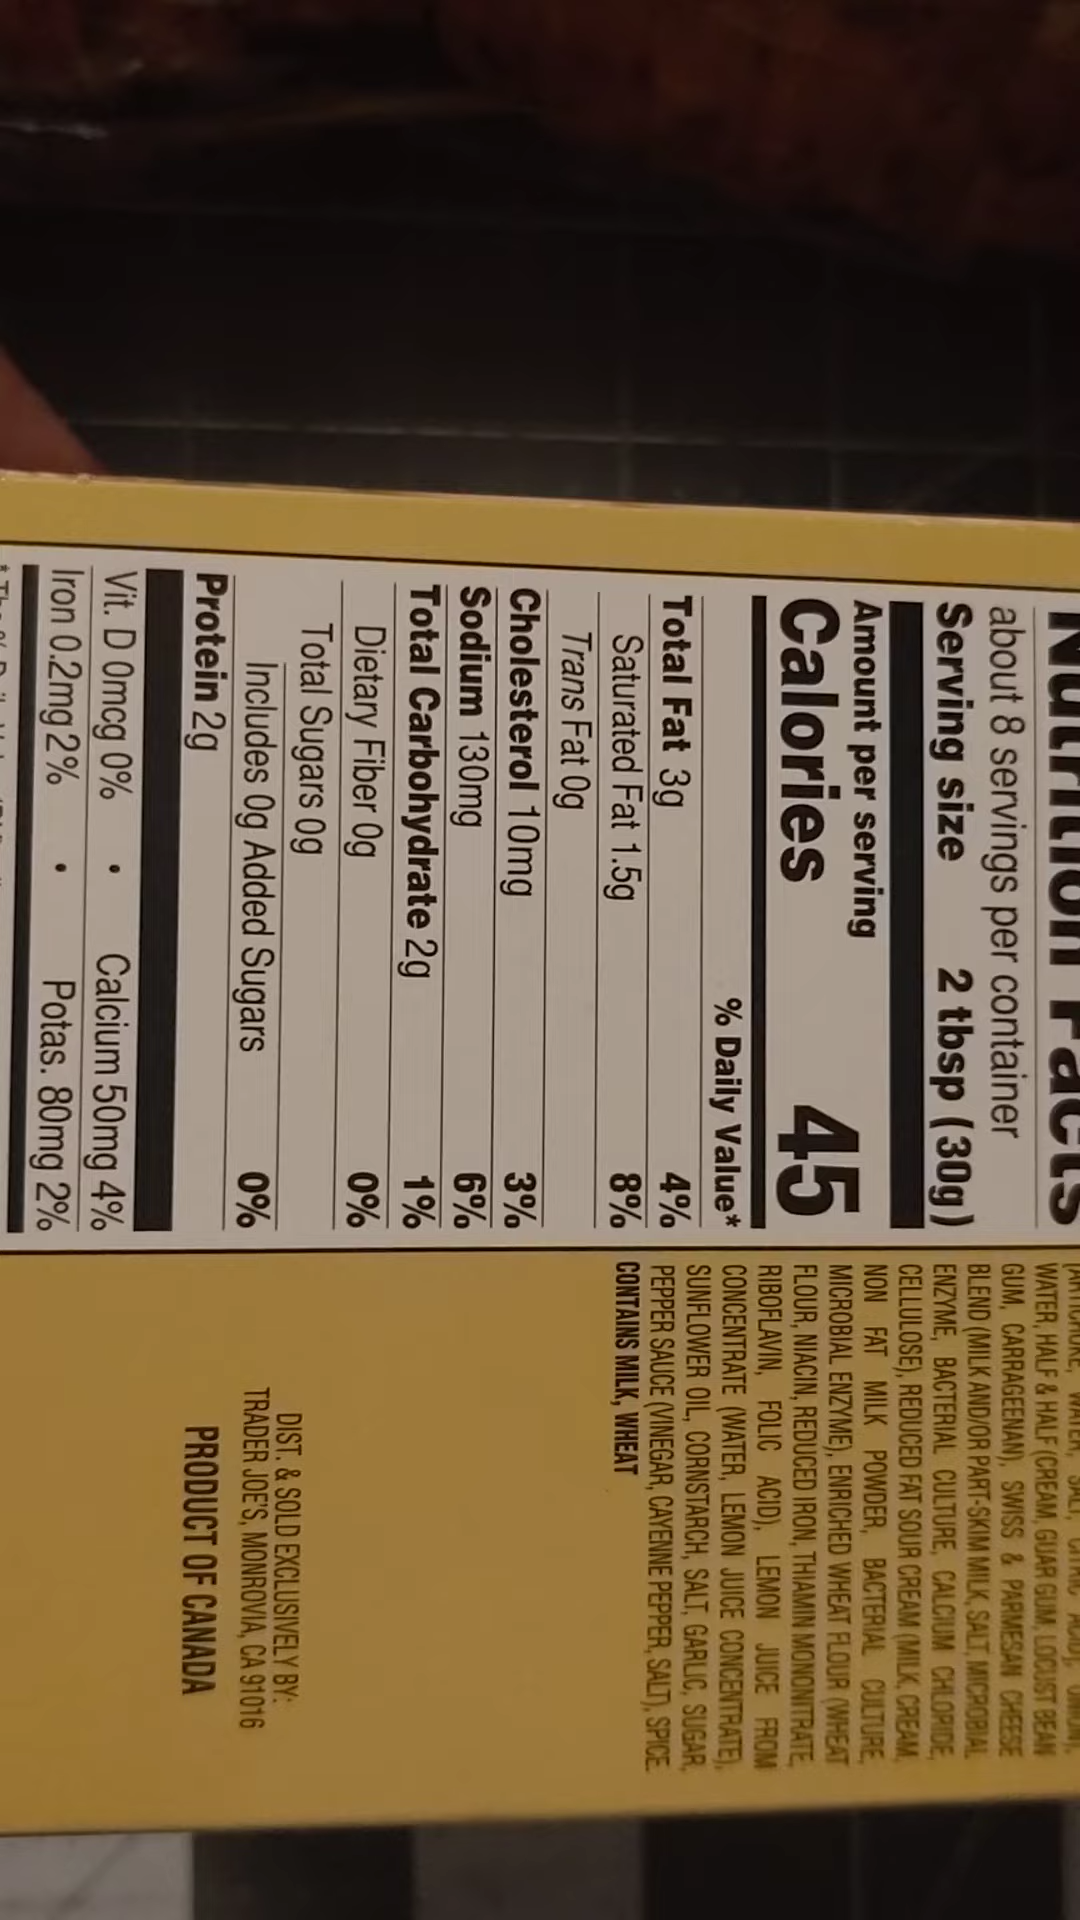 Nutrition Facts
about 8 servings per container
Serving size 2 tbsp (30g)
Amount per serving
Calories 45
% Daily Value*
Total Fat 3g 4%
Saturated Fat 1.5g 8%
Trans Fat 0g
Cholesterol 10mg 3%
Sodium 130mg 6%
Total Carbohydrate 2g 1%
Dietary Fiber 0g 0%
Total Sugars 0g
Includes 0g Added Sugars 0%
Protein 2g
Vit. D 0mcg 0% • Calcium 50mg 4%
Iron 0.2mg 2% • Potas. 80mg 2%
WATER, HALF & HALF (CREAM, GUAR GUM, LOCUST BEAN
GUM, CARRAGEENAN), SWISS & PARMESAN CHEESE
BLEND (MILK AND/OR PART-SKIM MILK, SALT, MICROBIAL
ENZYME, BACTERIAL CULTURE, CALCIUM CHLORIDE,
CELLULOSE), REDUCED FAT SOUR CREAM (MILK, CREAM,
NON FAT MILK POWDER, BACTERIAL CULTURE,
MICROBIAL ENZYME), ENRICHED WHEAT FLOUR (WHEAT
FLOUR, NIACIN, REDUCED IRON, THIAMIN MONONITRATE,
RIBOFLAVIN, FOLIC ACID), LEMON JUICE FROM
CONCENTRATE (WATER, LEMON JUICE CONCENTRATE),
SUNFLOWER OIL, CORNSTARCH, SALT, GARLIC, SUGAR,
PEPPER SAUCE (VINEGAR, CAYENNE PEPPER, SALT), SPICE.
CONTAINS MILK, WHEAT
DIST. & SOLD EXCLUSIVELY BY:
TRADER JOE'S, MONROVIA, CA 91016
PRODUCT OF CANADA